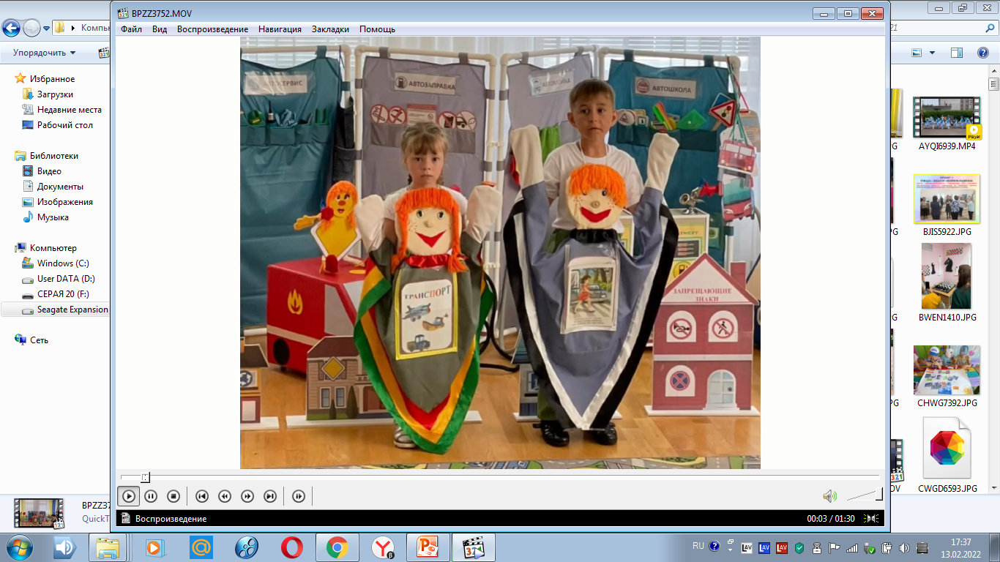 BPZZ3752.MOV
Файл Вид Воспроизведение Навигация Закладки Помощь
Упорядочить
Избранное
Загрузки
Недавние места
Рабочий стол
Библиотеки
Видео
Документы
Изображения
Музыка
Компьютер
Windows (C:)
User DATA (D:)
СЕРАЯ 20 (F:)
Seagate Expansion
Сеть
АВТОЗАПРАВКА
АВТОМОЙКА
АВТОШКОЛА
ТРАНСПОРТ
ЗАПРЕЩАЮЩИЕ
ЗНАКИ
AYQI6939.MP4
BJIS5922.JPG
BWEN1410.JPG
CHWG7392.JPG
CWGD6593.JPG
Воспроизведение
00:03 / 01:30
RU
17:37
13.02.2022